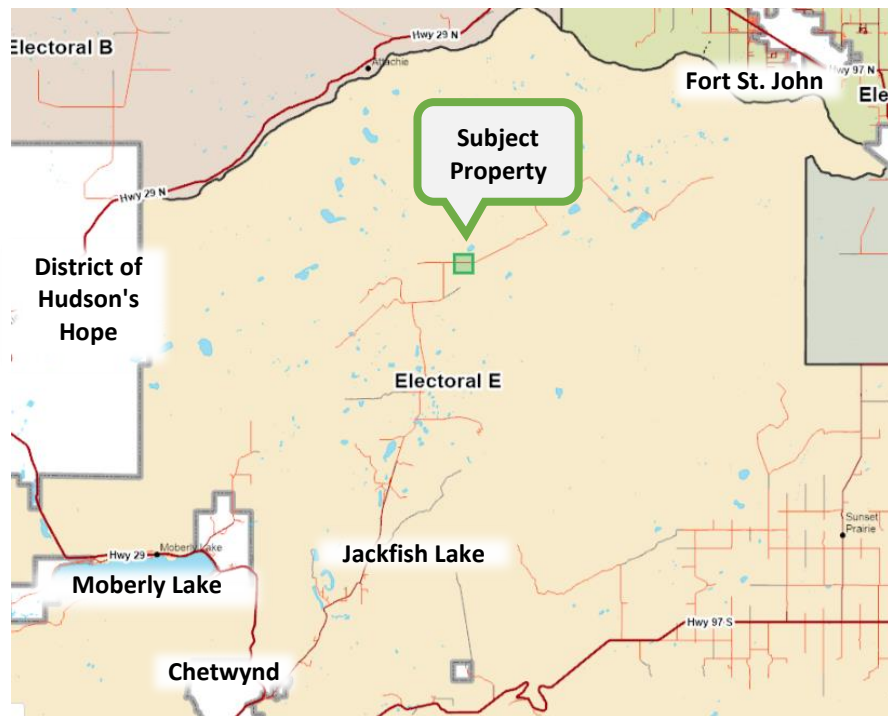 Electoral B
Hwy 29 N
Attachie
Fort St. John
Hwy 97 N
Ele
Subject
Property
Hwy 29 N
District of
Hudson's
Hope
Electoral E
Sunset
Prairie
Jackfish Lake
Hwy 29
Moberly Lake
Moberly Lake
Hwy 97 S
Chetwynd